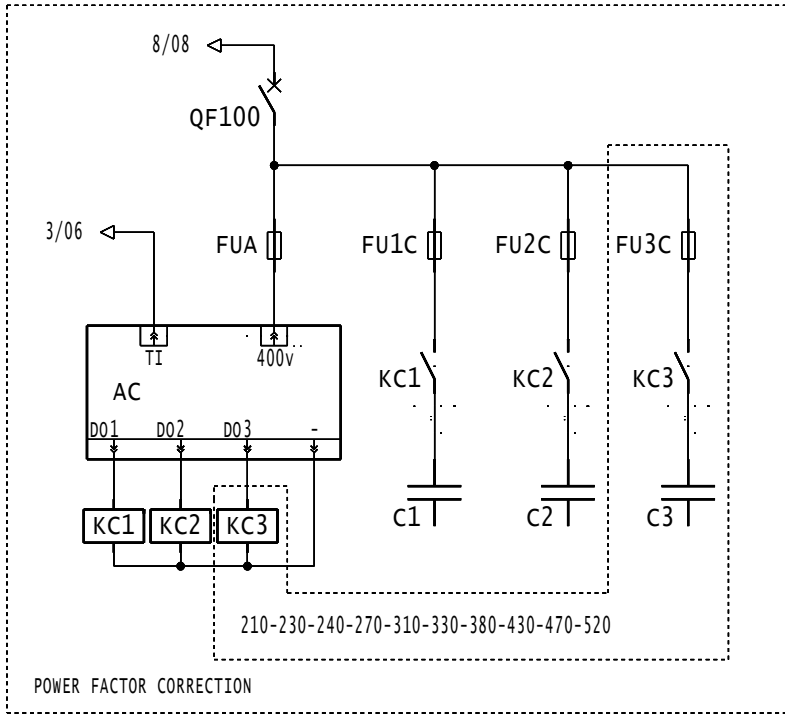 8/08
QF100
3/06
FUA
FU1C
FU2C
FU3C
TI
400v
AC
KC1
KC2
KC3
DO1
DO2
DO3
-
KC1
KC2
KC3
C1
C2
C3
210-230-240-270-310-330-380-430-470-520
POWER FACTOR CORRECTION